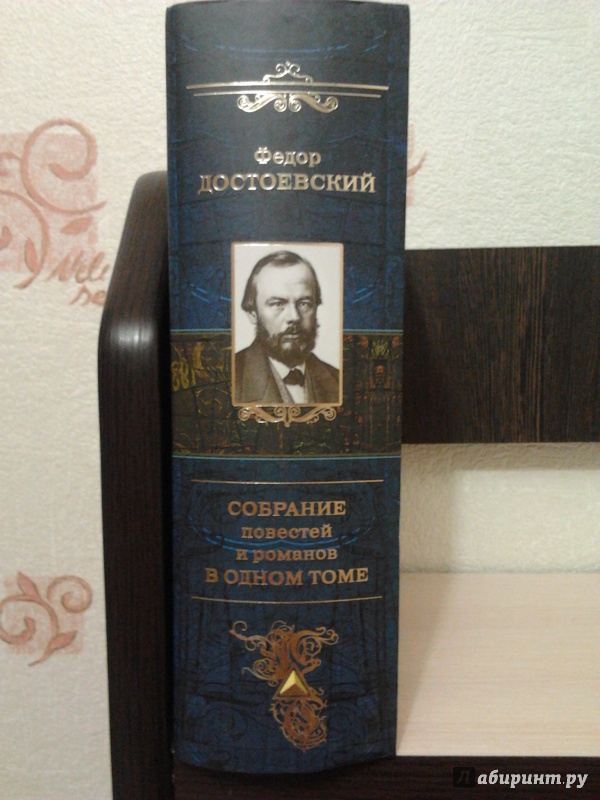 Федор
ДОСТОЕВСКИЙ
СОБРАНИЕ
повестей
и романов
В ОДНОМ ТОМЕ
Лабиринт.ру